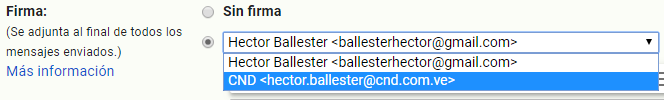 Firma:
Sin firma
(Se adjunta al final de todos los
mensajes enviados.)
Más información
Hector Ballester <ballesterhector@gmail.com>
Hector Ballester <ballesterhector@gmail.com>
CND <hector.ballester@cnd.com.ve>